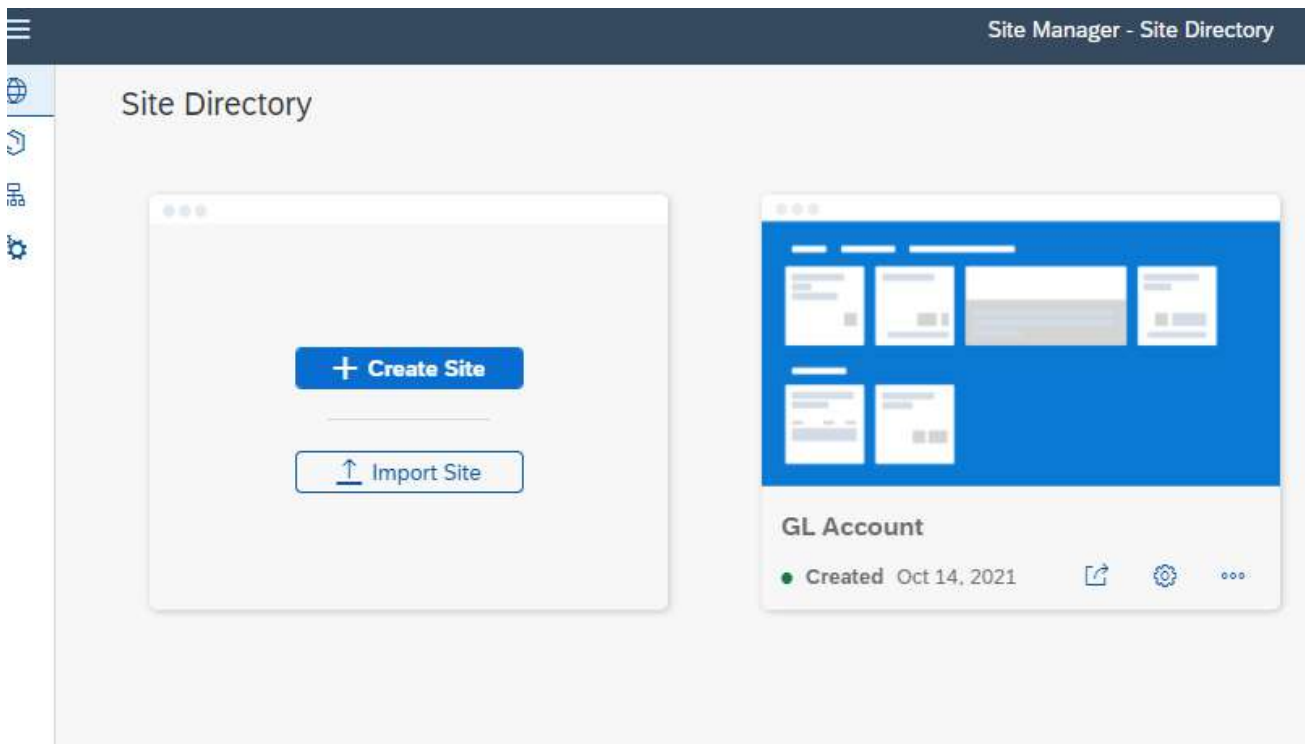 Site Manager - Site Directory
Site Directory
Create Site
Import Site
GL Account
Created Oct 14, 2021